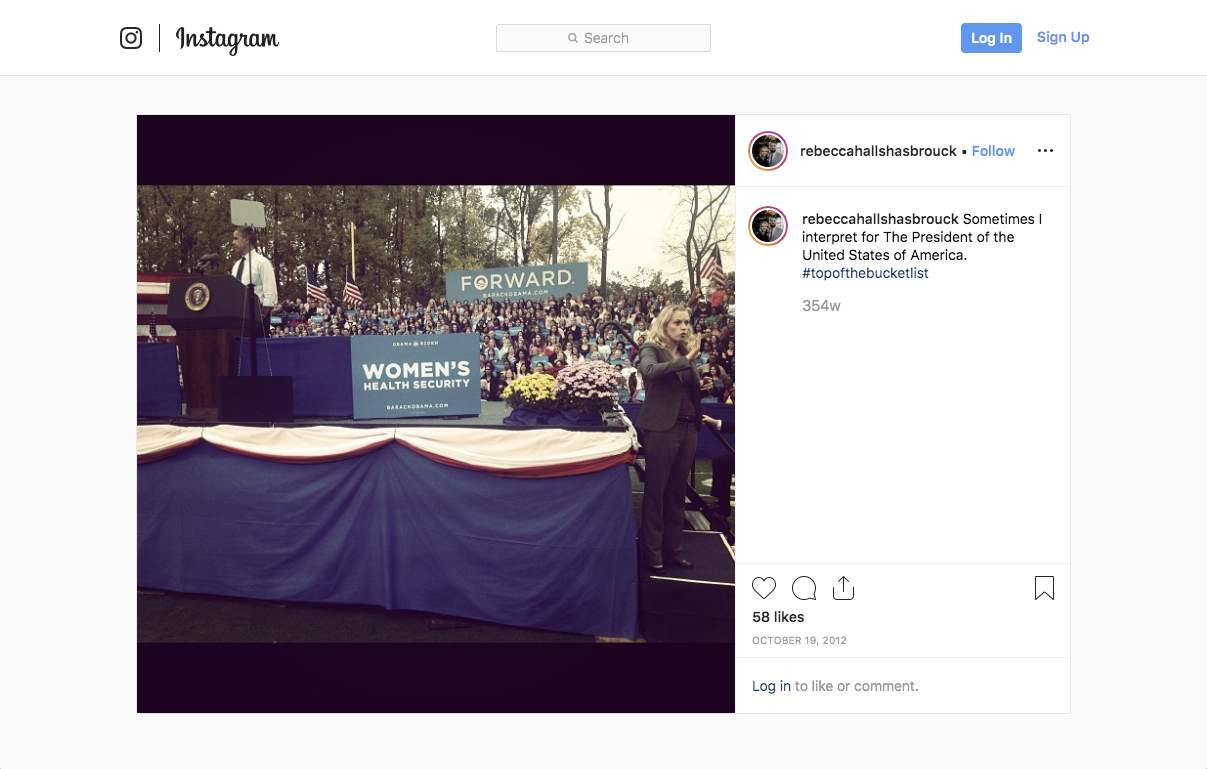 Instagram
Search
Log In
Sign Up
FORWARD.
BARACKOBAMA.COM
OBAMA BIDEN
WOMEN'S
HEALTH SECURITY
BARACKOBAMA.COM
rebeccahallshasbrouck • Follow
rebeccahallshasbrouck Sometimes I
interpret for The President of the
United States of America.
#topofthebucketlist
354w
58 likes
OCTOBER 19, 2012
Log in to like or comment.